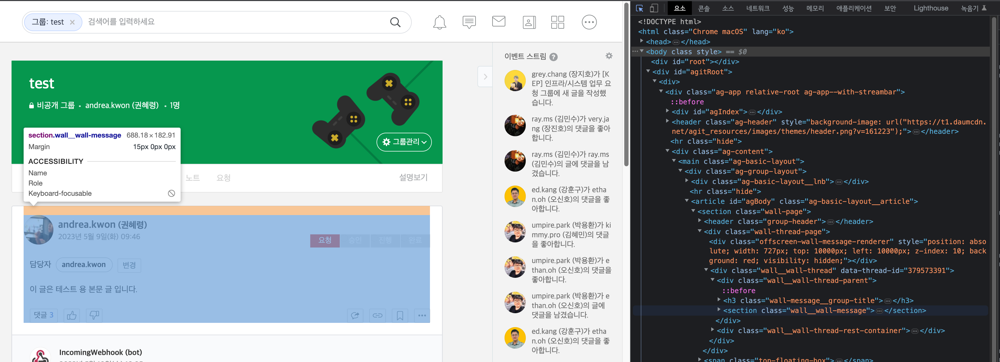 그룹: test ×
검색어를 입력하세요
test
비공개 그룹 • andrea.kwon (권혜령) • 1명
그룹관리
section.wall__wall-message 688.18 × 182.91
Margin 15px 0px 0px
ACCESSIBILITY
Name
Role
Keyboard-focusable
노트 요청 설명보기
andrea.kwon (권혜령)
2023년 5월 9일(화) 09:46
요청 승인 진행 완료
담당자 andrea.kwon 변경
이 글은 테스트 용 본문 글 입니다.
댓글 3
IncomingWebhook (bot)
이벤트 스트림 ?
grey.chang (장지호)가 [K
EP] 인프라/시스템 업무 요
청 그룹에 새 글을 작성했
습니다.
ray.ms (김민수)가 very.ja
ng (장진호)의 댓글을 좋아
합니다.
ray.ms (김민수)가 ray.ms
(김민수)의 글에 댓글을 남
겼습니다.
ed.kang (강훈구)가 etha
n.oh (오신호)의 댓글을 좋
아합니다.
umpire.park (박용환)가 ki
mmy.pro (김혜민)의 댓글
을 좋아합니다.
umpire.park (박용환)가 e
than.oh (오신호)의 댓글을
좋아합니다.
umpire.park (박용환)가 e
than.oh (오신호)의 글에
댓글을 남겼습니다.
ed.kang (강훈구)가 etha
n.oh (오신호)의 댓글을 좋
아합니다.
요소 콘솔 소스 네트워크 성능 메모리 애플리케이션 보안 Lighthouse 녹음기
<!DOCTYPE html>
<html class="Chrome macOS" lang="ko">
<head>…</head>
<body class style> == $0
<div id="root"></div>
<div id="agitRoot">
<div>
<div class="ag-app relative-root ag-app--with-streambar">
::before
<div id="agIndex">…</div>
<header class="ag-header" style="background-image: url("https://t1.daumcdn.
net/agit_resources/images/themes/header.png?v=161223");">…</header>
<hr class="hide">
<div class="ag-content">
<main class="ag-basic-layout">
<div class="ag-group-layout">
<div class="ag-basic-layout__lnb">…</div>
<hr class="hide">
<article id="agBody" class="ag-basic-layout__article">
<section class="wall-page">
<header class="group-header">…</header>
<div class="wall-thread-page">
<div class="offscreen-wall-message-renderer" style="position: abso
lute; width: 727px; top: 10000px; left: 10000px; z-index: 10; back
ground: red; visibility: hidden;"></div>
<div class="wall__wall-thread" data-thread-id="379573391">
<div class="wall__wall-thread-parent">
::before
<h3 class="wall-message__group-title">…</h3>
<section class="wall__wall-message">…</section>
</div>
<div class="wall__wall-thread-rest-container">…</div>
</div>
</div>
<span class="top-floating-box">…</span>